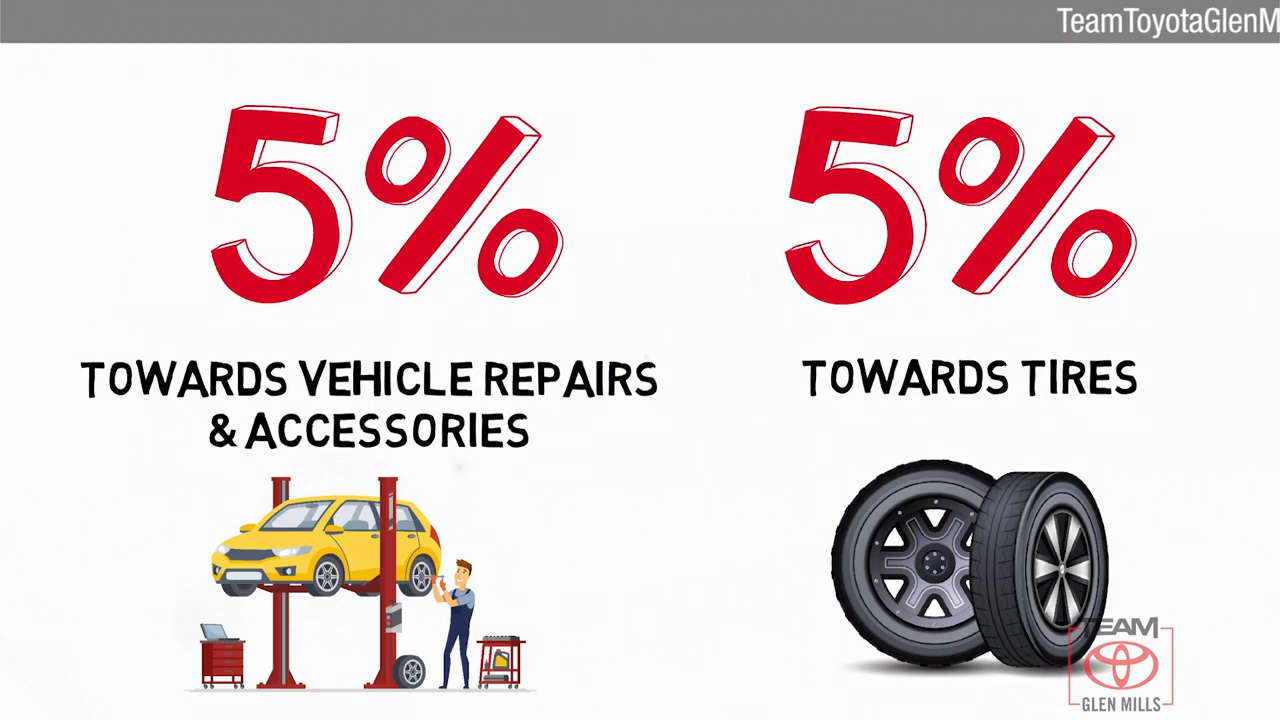 TeamToyotaGlenM
5% 5%
TOWARDS VEHICLE REPAIRS
& ACCESSORIES
TOWARDS TIRES
TEAM
GLEN MILLS